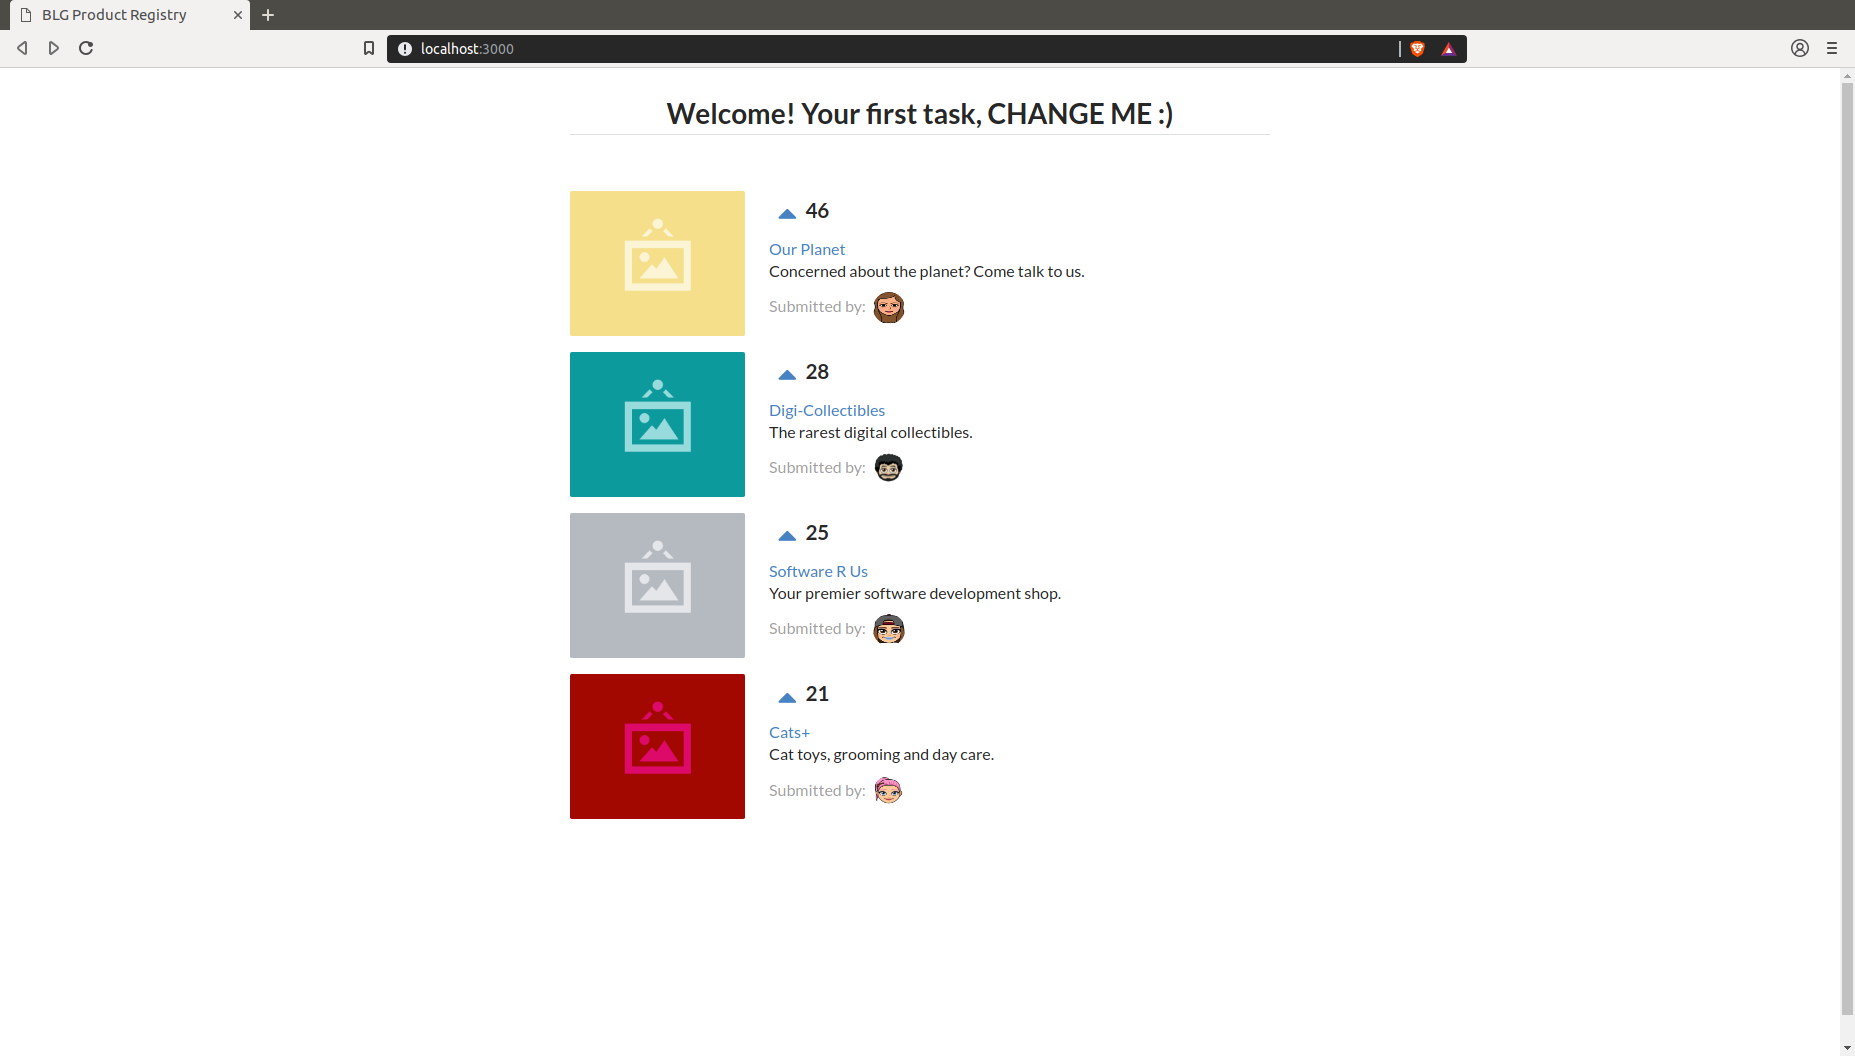 BLG Product Registry
localhost:3000
Welcome! Your first task, CHANGE ME :)
46
Our Planet
Concerned about the planet? Come talk to us.
Submitted by:
28
Digi-Collectibles
The rarest digital collectibles.
Submitted by:
25
Software R Us
Your premier software development shop.
Submitted by:
21
Cats+
Cat toys, grooming and day care.
Submitted by: